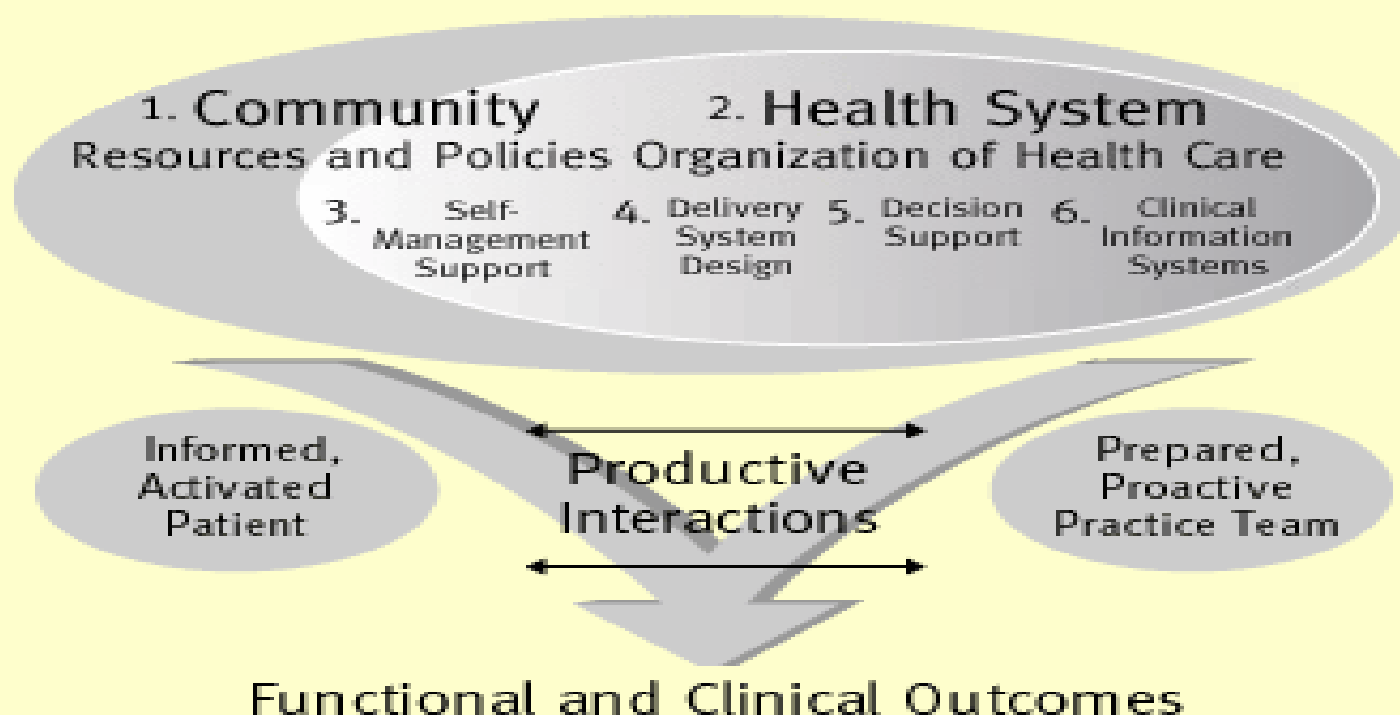 1. Community
2. Health System
Resources and Policies
Organization of Health Care
3. Self-
Management
Support
4. Delivery
System
Design
5. Decision
Support
6. Clinical
Information
Systems
Informed,
Activated
Patient
Productive
Interactions
Prepared,
Proactive
Practice Team
Functional and Clinical Outcomes